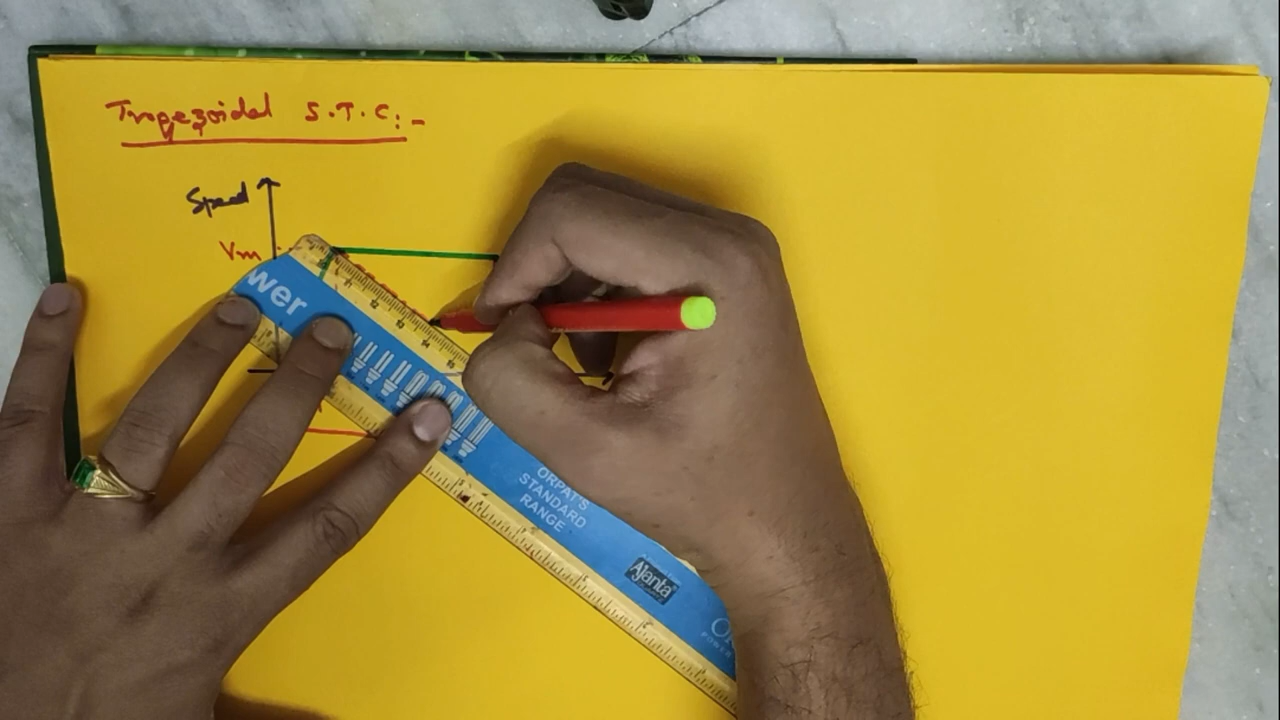 Trapezoidal S.T.C:-
Speed
Vm
wer
ORPAT'S
STANDARD
RANGE
Ajanta